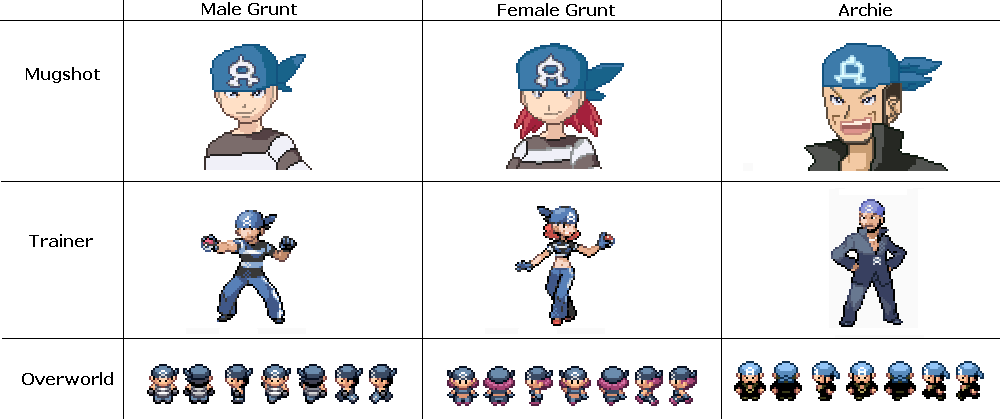 Male Grunt
Female Grunt
Archie
Mugshot
Trainer
Overworld